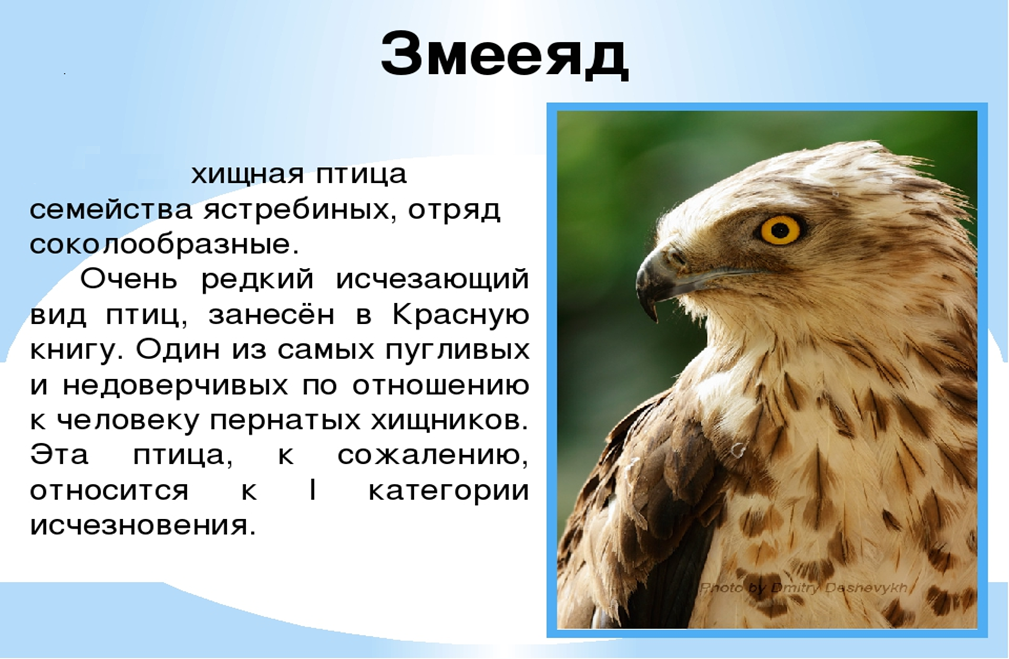 Змееяд
хищная птица
семейства ястребиных, отряд
соколообразные.
Очень редкий исчезающий
вид птиц, занесён в Красную
книгу. Один из самых пугливых
и недоверчивых по отношению
к человеку пернатых хищников.
Эта птица, к сожалению,
относится к I категории
исчезновения.
Photo by Dmitry Deshevykh